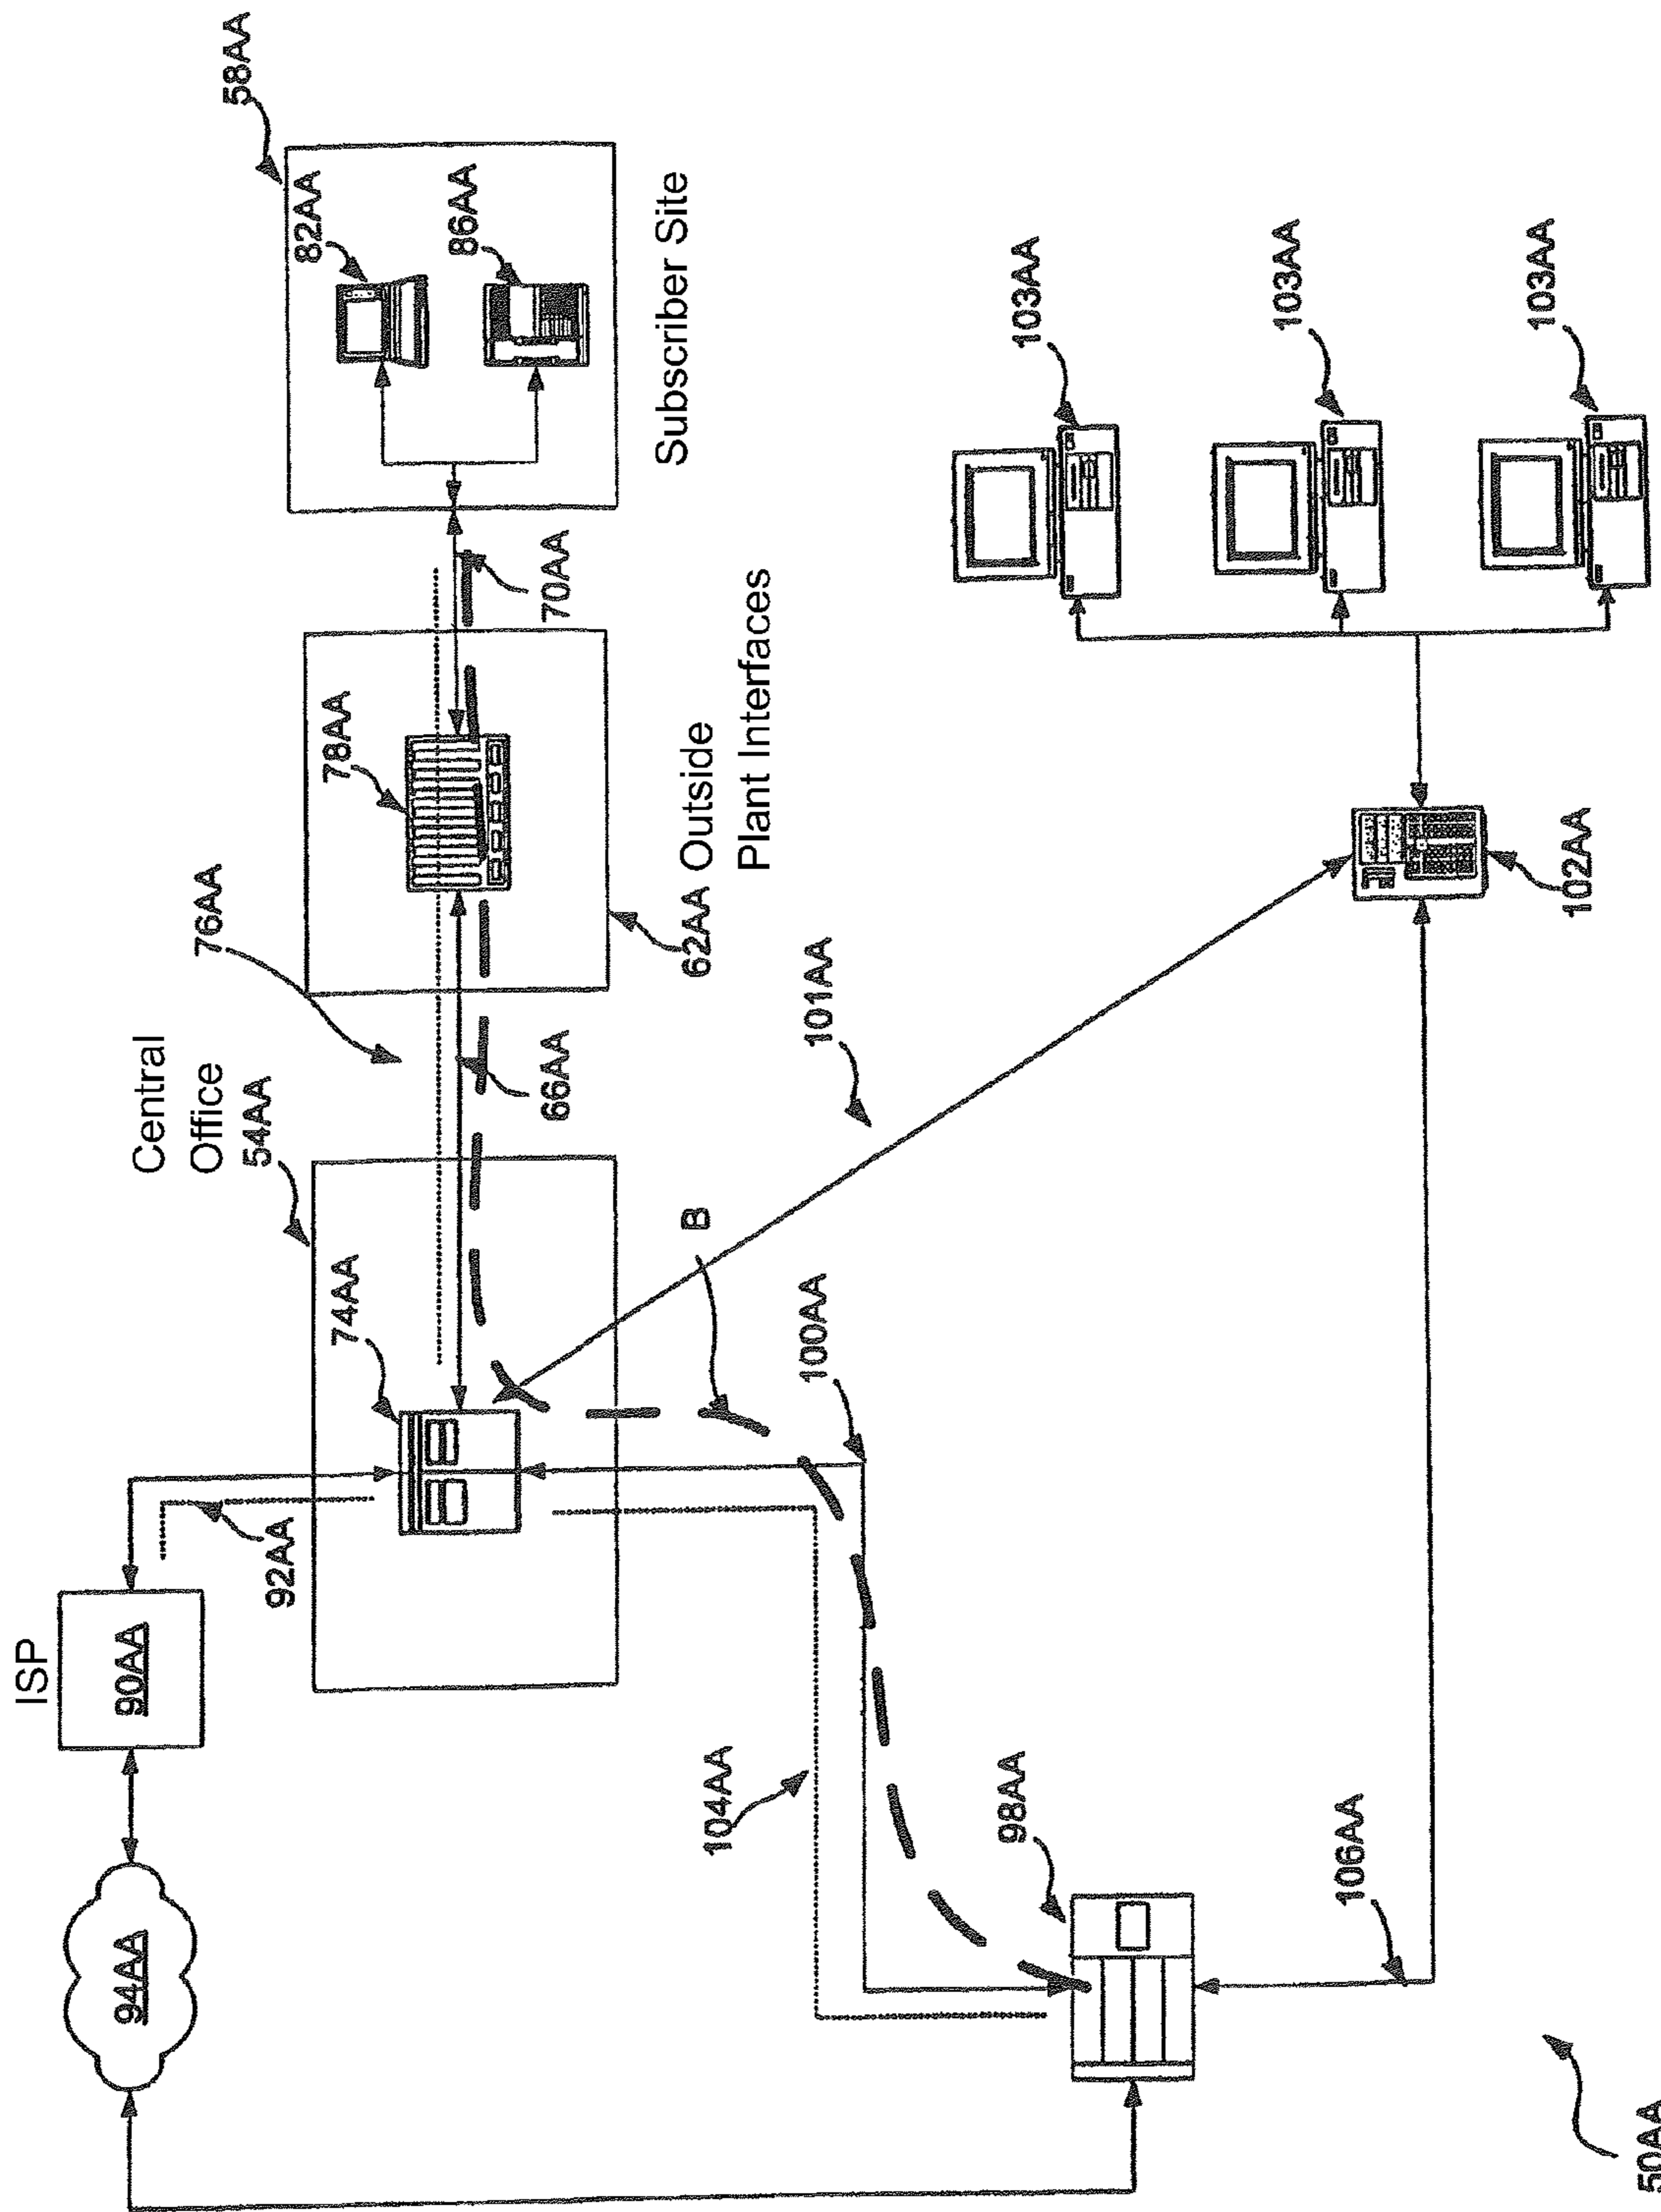 ISP
94AA
90AA
92AA
Central
Office
54AA
74AA
76AA
66AA
78AA
62AA Outside
Plant Interfaces
70AA
58AA
82AA
86AA
Subscriber Site
B
100AA
101AA
104AA
98AA
106AA
102AA
103AA
103AA
103AA
50AA